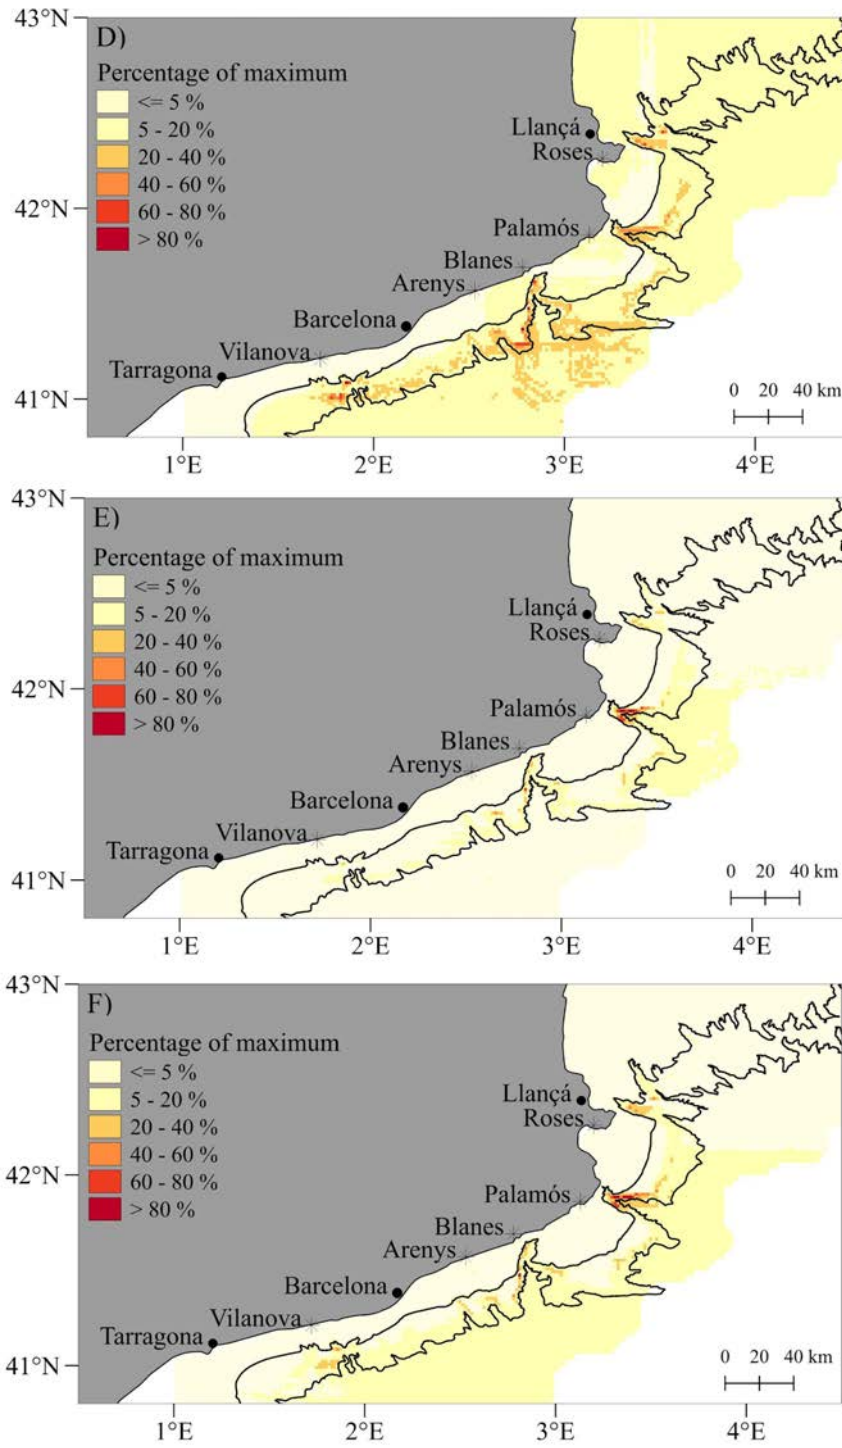 43°N
D)
Percentage of maximum
<= 5 %
5 - 20 %
20 - 40 %
40 - 60 %
60 - 80 %
> 80 %
Llançá
Roses
42°N
Palamós
Blanes
Arenys
Barcelona
Vilanova
Tarragona
41°N
0 20 40 km
1°E 2°E 3°E 4°E
43°N
E)
Percentage of maximum
<= 5 %
5 - 20 %
20 - 40 %
40 - 60 %
60 - 80 %
> 80 %
Llançá
Roses
42°N
Palamós
Blanes
Arenys
Barcelona
Vilanova
Tarragona
41°N
0 20 40 km
1°E 2°E 3°E 4°E
43°N
F)
Percentage of maximum
<= 5 %
5 - 20 %
20 - 40 %
40 - 60 %
60 - 80 %
> 80 %
Llançá
Roses
42°N
Palamós
Blanes
Arenys
Barcelona
Vilanova
Tarragona
41°N
0 20 40 km
1°E 2°E 3°E 4°E